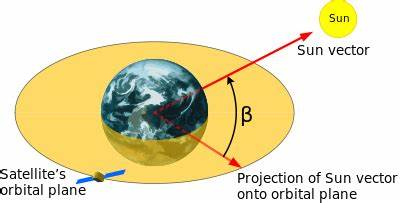 Sun
Sun vector
β
Satellite's
orbital plane
Projection of Sun vector
onto orbital plane